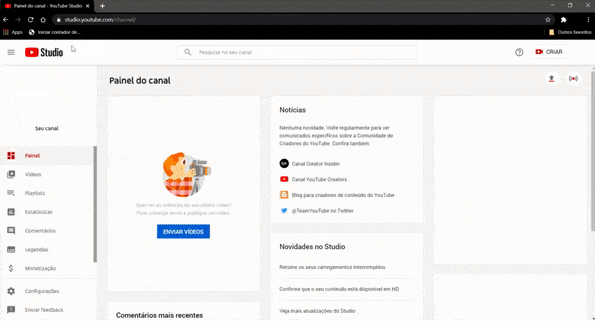 Painel do canal - YouTube Studio
studio.youtube.com/channel/
Apps
Iniciar contador de...
Outros favoritos
Studio
Pesquise no seu canal
CRIAR
Seu canal
Painel
Vídeos
Playlists
Estatísticas
Comentários
Legendas
Monetização
Configurações
Enviar feedback
Painel do canal
Quer ver as métricas do seu último vídeo?
Para começar, envie e publique um vídeo.
ENVIAR VÍDEOS
Comentários mais recentes
Notícias
Nenhuma novidade. Volte regularmente para ver
comunicados específicos sobre a Comunidade de
Criadores do YouTube. Confira também:
Canal Creator Insider
Canal YouTube Creators
Blog para criadores de conteúdo do YouTube
@TeamYouTube no Twitter
Novidades no Studio
Retome os seus carregamentos interrompidos
Confirme que o seu conteúdo está disponível em HD
Veja mais atualizações do Studio